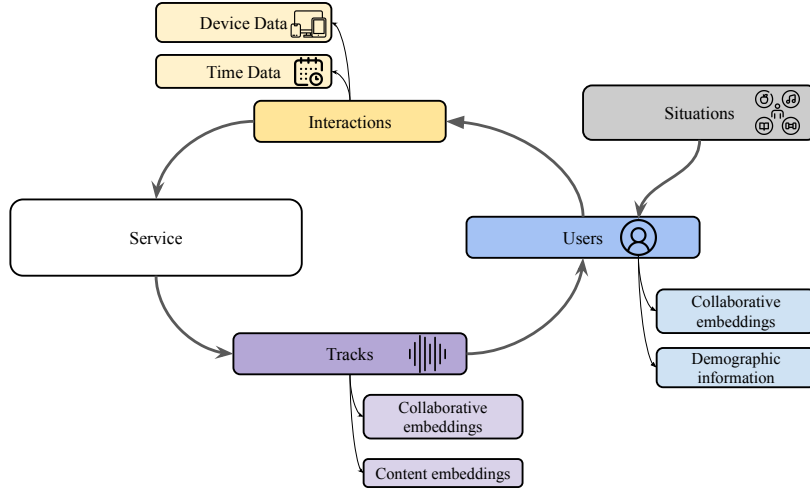 Device Data
Time Data
Interactions
Situations
Service
Users
Collaborative
embeddings
Demographic
information
Tracks
Collaborative
embeddings
Content embeddings